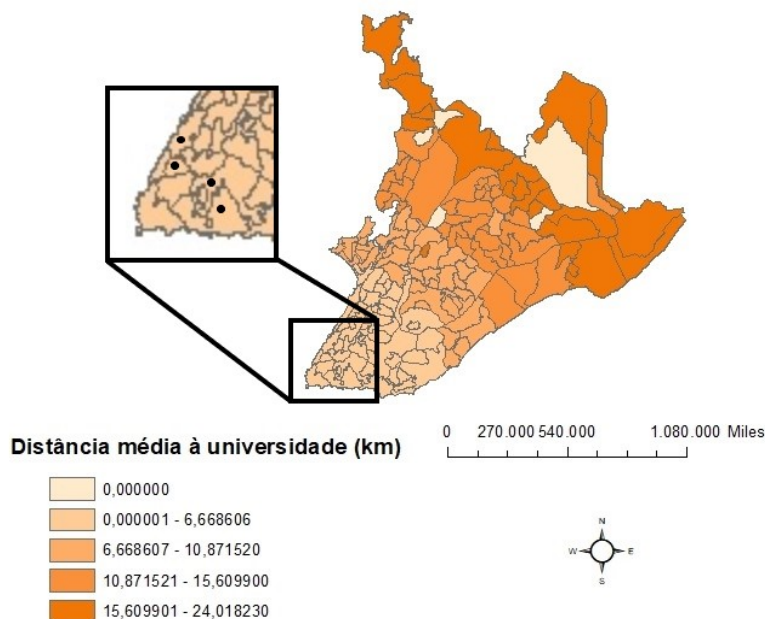 Distância média à universidade (km)
0 270.000 540.000 1.080.000 Miles
0,000000
0,000001 - 6,668606
6,668607 - 10,871520
10,871521 - 15,609900
15,609901 - 24,018230
N
W E
S